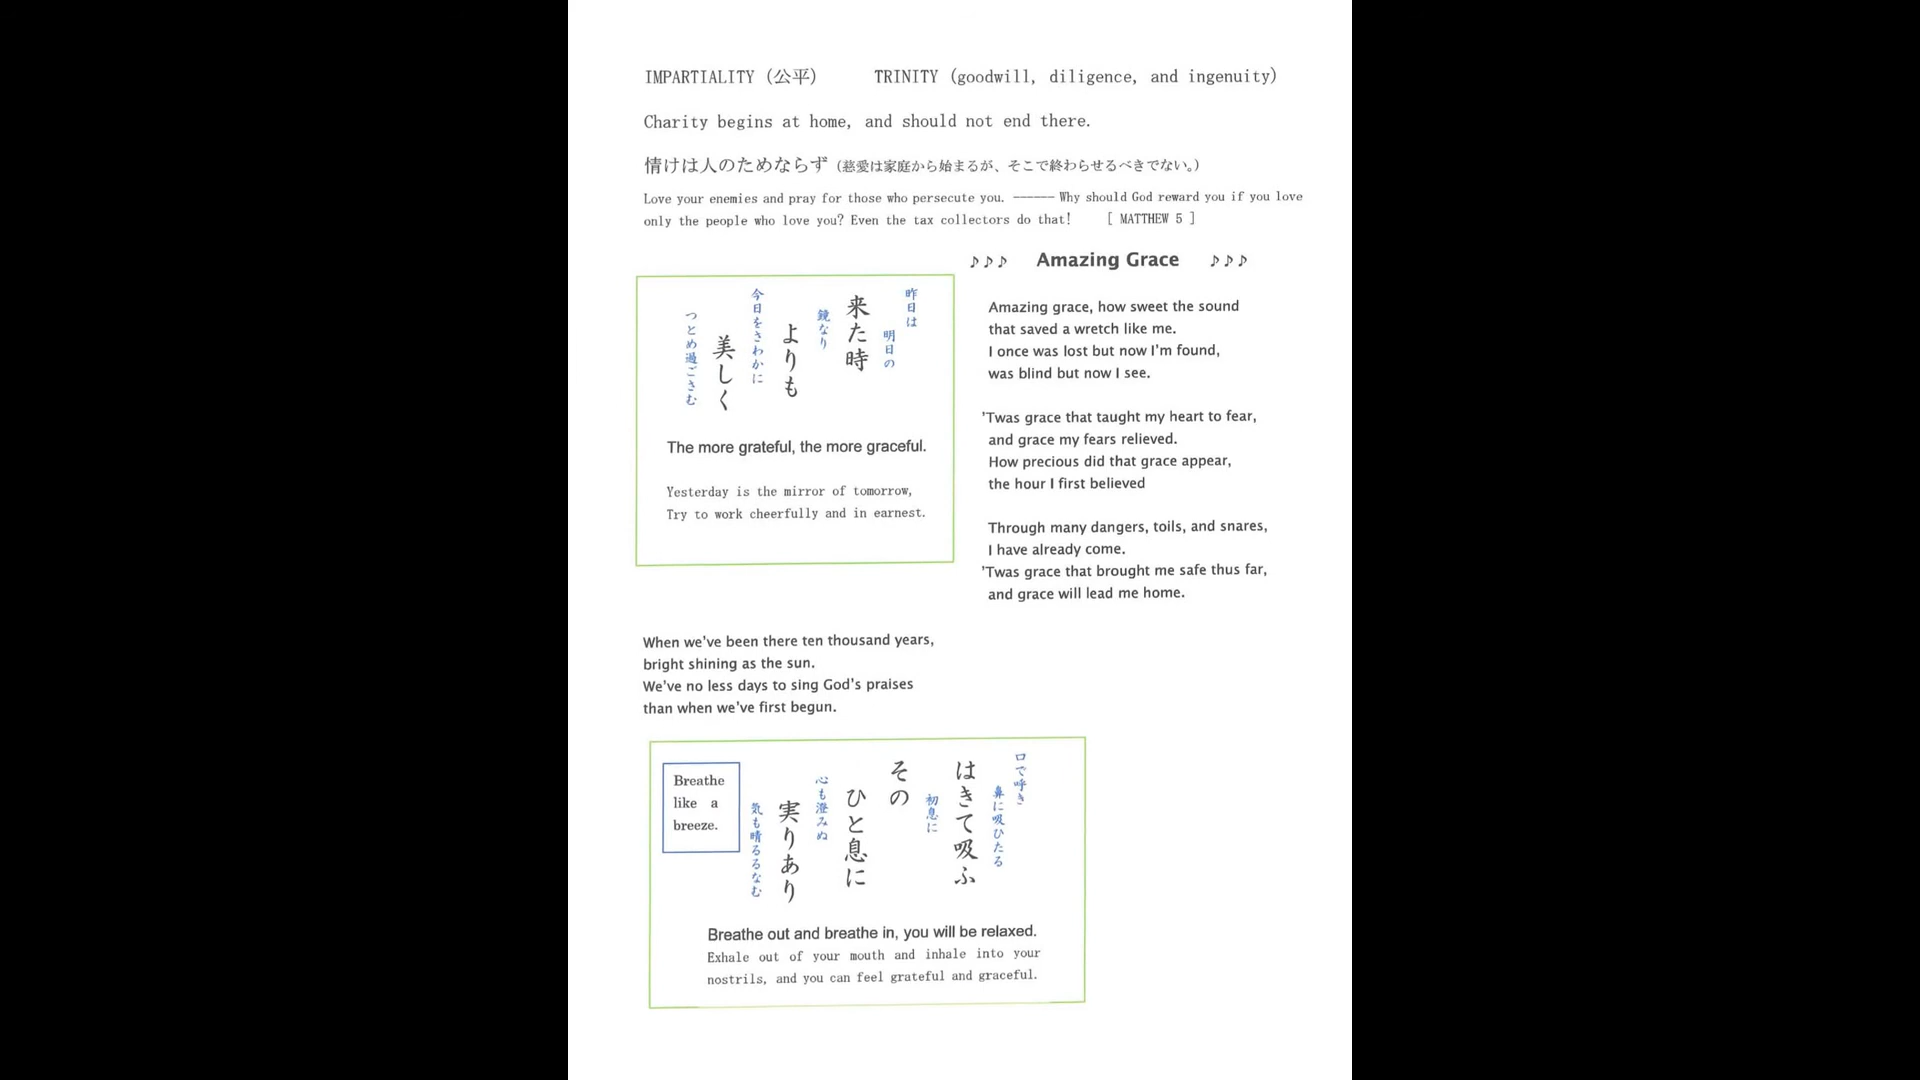 IMPARTIALITY (公平) TRINITY (goodwill, diligence, and ingenuity)
Charity begins at home, and should not end there.
情けは人のためならず (慈愛は家庭から始まるが、そこで終わらせるべきでない。)
Love your enemies and pray for those who persecute you. ――― Why should God reward you if you love
only the people who love you? Even the tax collectors do that! [ MATTHEW 5 ]
昨日は
明日の
来た時
鏡なり
よりも
今日をさわかに
美しく
つとめ過ごさむ
The more grateful, the more graceful.
Yesterday is the mirror of tomorrow,
Try to work cheerfully and in earnest.
♪♪♪ Amazing Grace ♪♪♪
Amazing grace, how sweet the sound
that saved a wretch like me.
I once was lost but now I'm found,
was blind but now I see.
'Twas grace that taught my heart to fear,
and grace my fears relieved.
How precious did that grace appear,
the hour I first believed
Through many dangers, toils, and snares,
I have already come.
'Twas grace that brought me safe thus far,
and grace will lead me home.
When we've been there ten thousand years,
bright shining as the sun.
We've no less days to sing God's praises
than when we've first begun.
口で呼き
鼻に吸ひたる
はきて吸ふ
初息に
その
ひと息に
心も澄みぬ
実りあり
気も晴るるなむ
Breathe
like a
breeze.
Breathe out and breathe in, you will be relaxed.
Exhale out of your mouth and inhale into your
nostrils, and you can feel grateful and graceful.